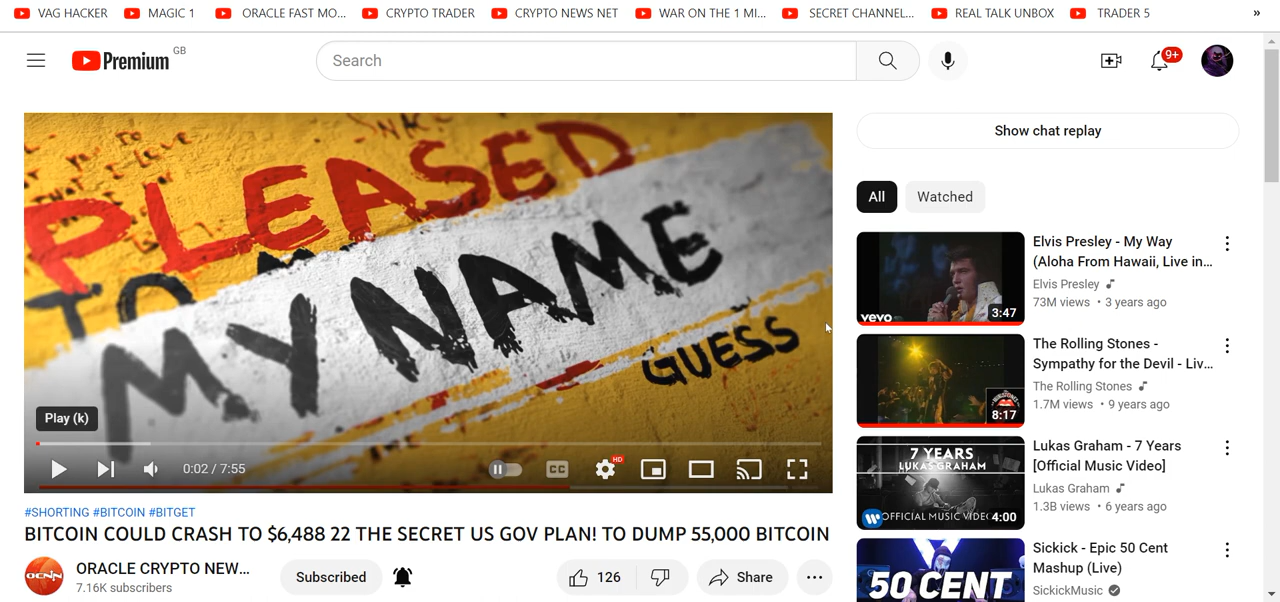 VAG HACKER
MAGIC 1
ORACLE FAST MO...
CRYPTO TRADER
CRYPTO NEWS NET
WAR ON THE 1 MI...
SECRET CHANNEL...
REAL TALK UNBOX
TRADER 5
»
Premium GB
Search
9+
PLEASED
TO
MY NAME
GUESS
Play (k)
0:02 / 7:55
CC
HD
#SHORTING #BITCOIN #BITGET
BITCOIN COULD CRASH TO $6,488 22 THE SECRET US GOV PLAN! TO DUMP 55,000 BITCOIN
OCNN
ORACLE CRYPTO NEW...
7.16K subscribers
Subscribed
126
Share
Show chat replay
All
Watched
vevo
3:47
Elvis Presley - My Way
(Aloha From Hawaii, Live in...
Elvis Presley
73M views • 3 years ago
8:17
The Rolling Stones -
Sympathy for the Devil - Liv...
The Rolling Stones
1.7M views • 9 years ago
7 YEARS
LUKAS GRAHAM
OFFICIAL MUSIC VIDEO
4:00
Lukas Graham - 7 Years
[Official Music Video]
Lukas Graham
1.3B views • 6 years ago
50 CENT
Sickick - Epic 50 Cent
Mashup (Live)
SickickMusic